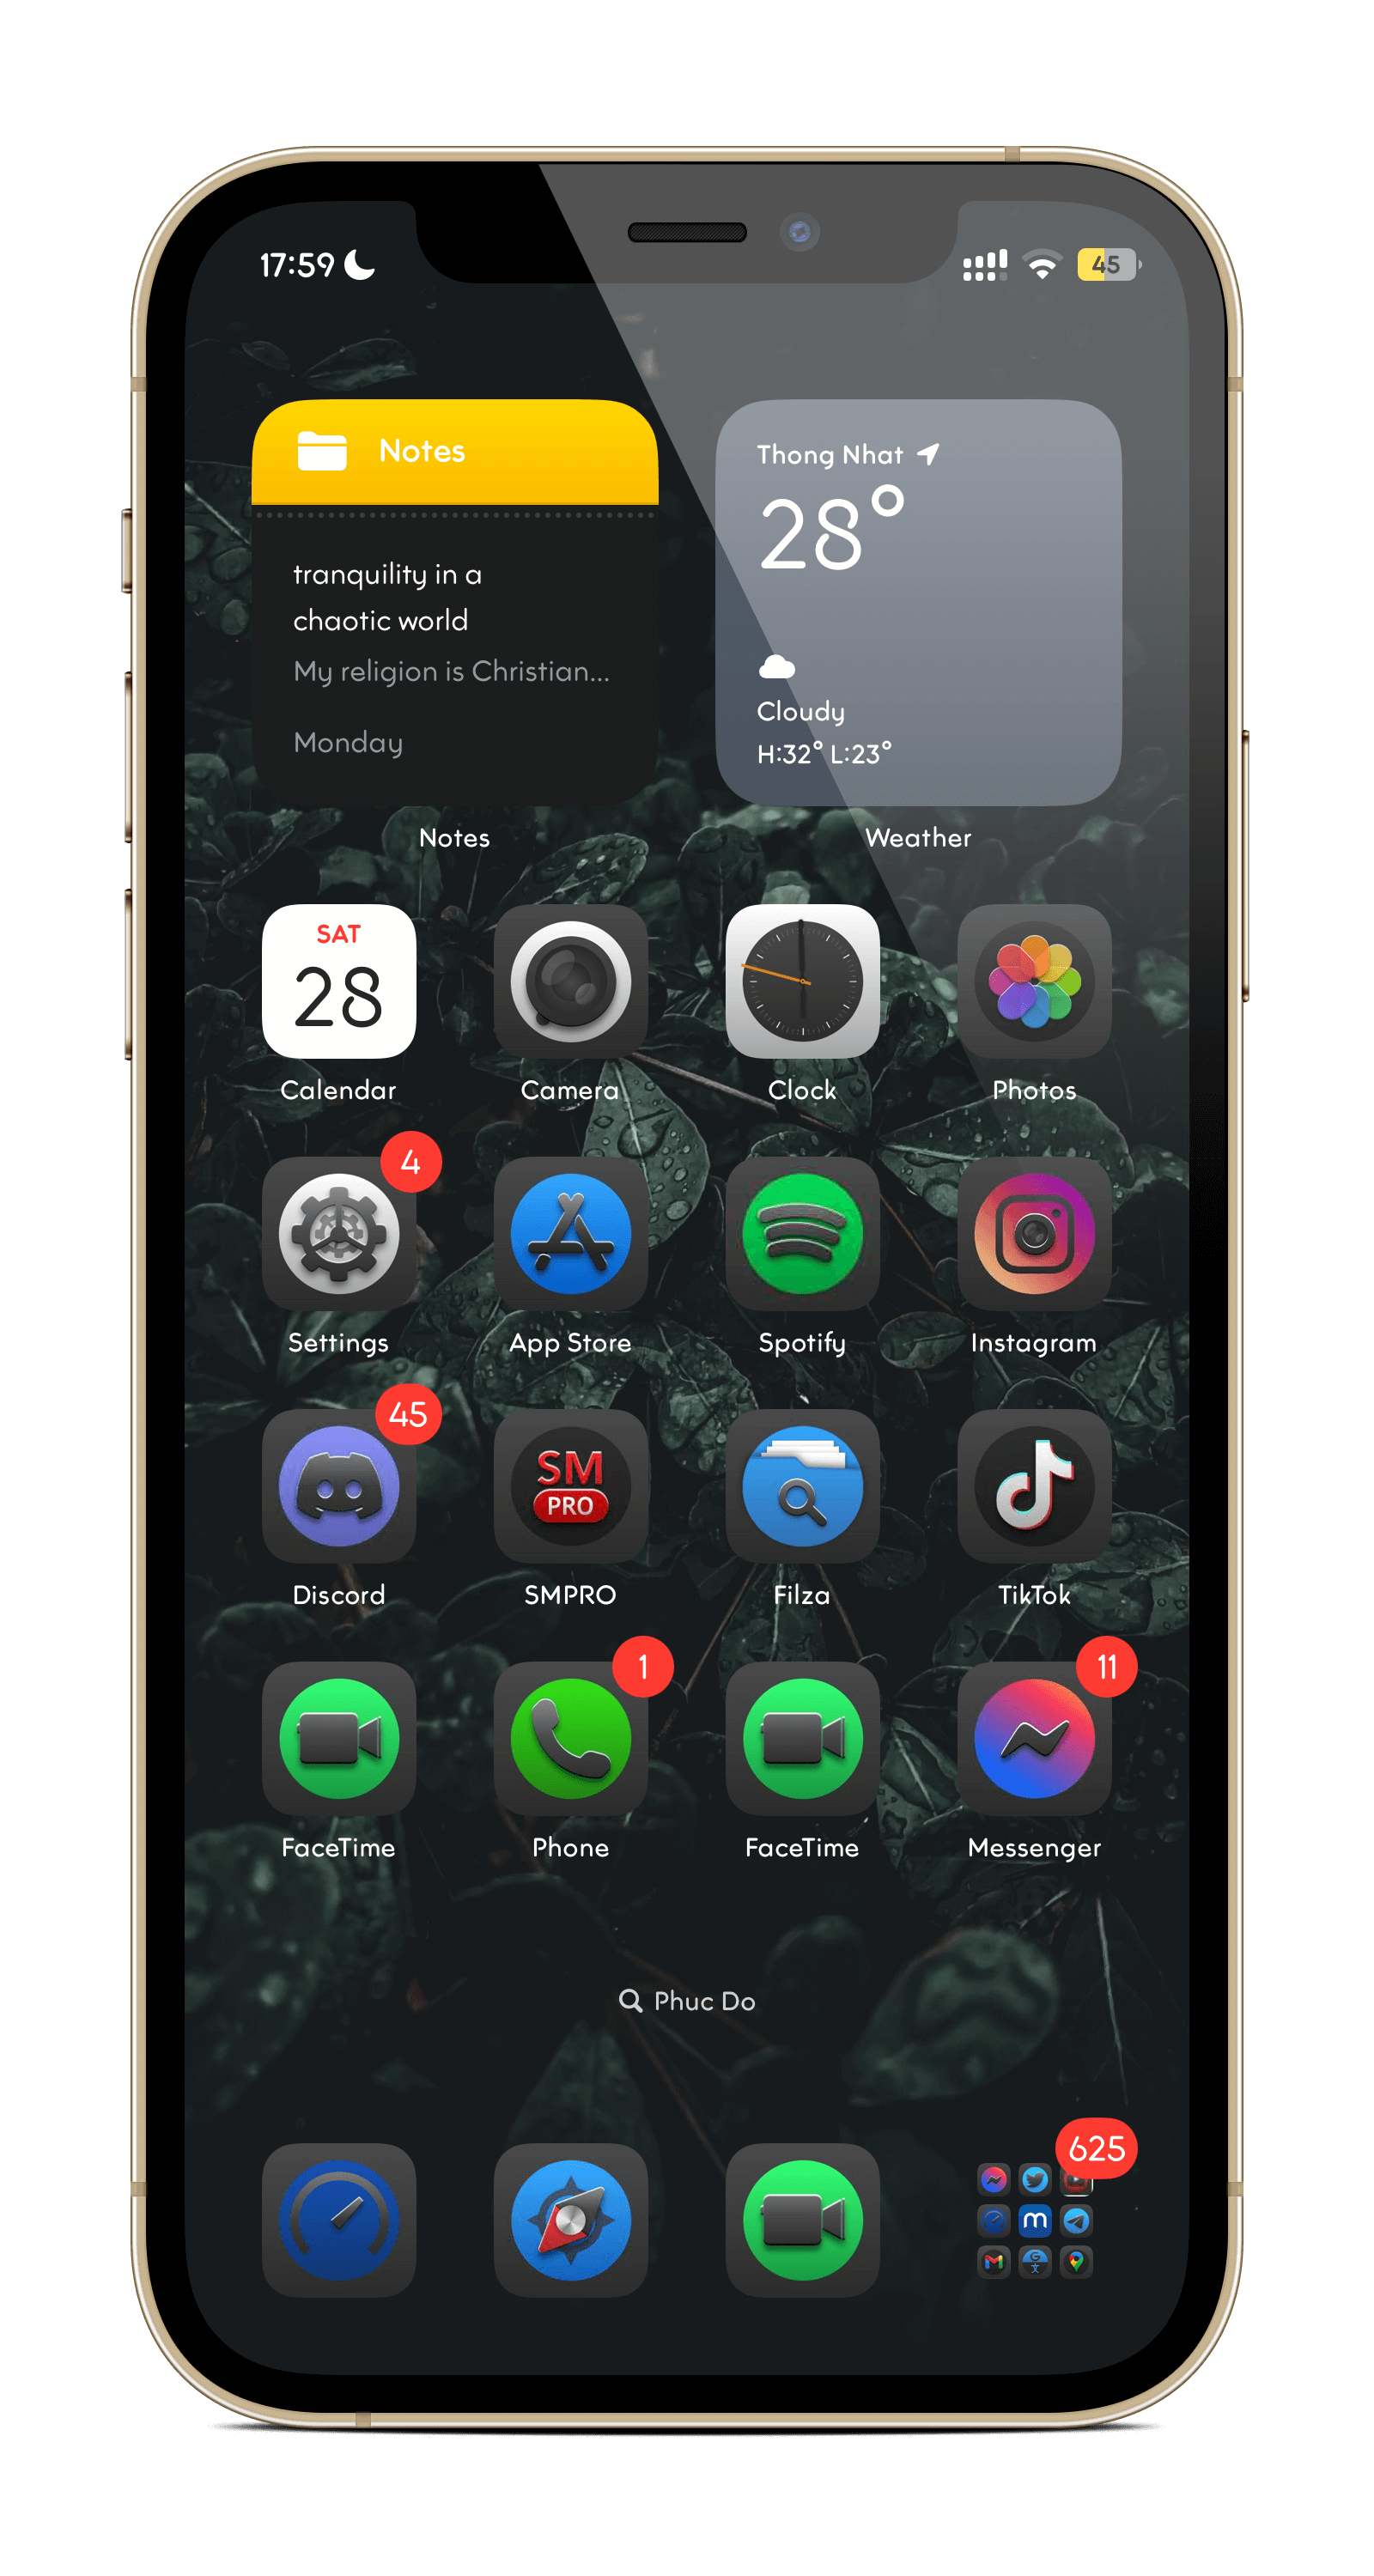 17:59
45
Notes
tranquility in a
chaotic world
My religion is Christian...
Monday
Notes
Thong Nhat
28°
Cloudy
H:32° L:23°
Weather
SAT
28
Calendar
Camera
Clock
Photos
4
Settings
App Store
Spotify
Instagram
45
Discord
SM
PRO
SMPRO
Filza
TikTok
FaceTime
1
Phone
FaceTime
11
Messenger
Phuc Do
625
m